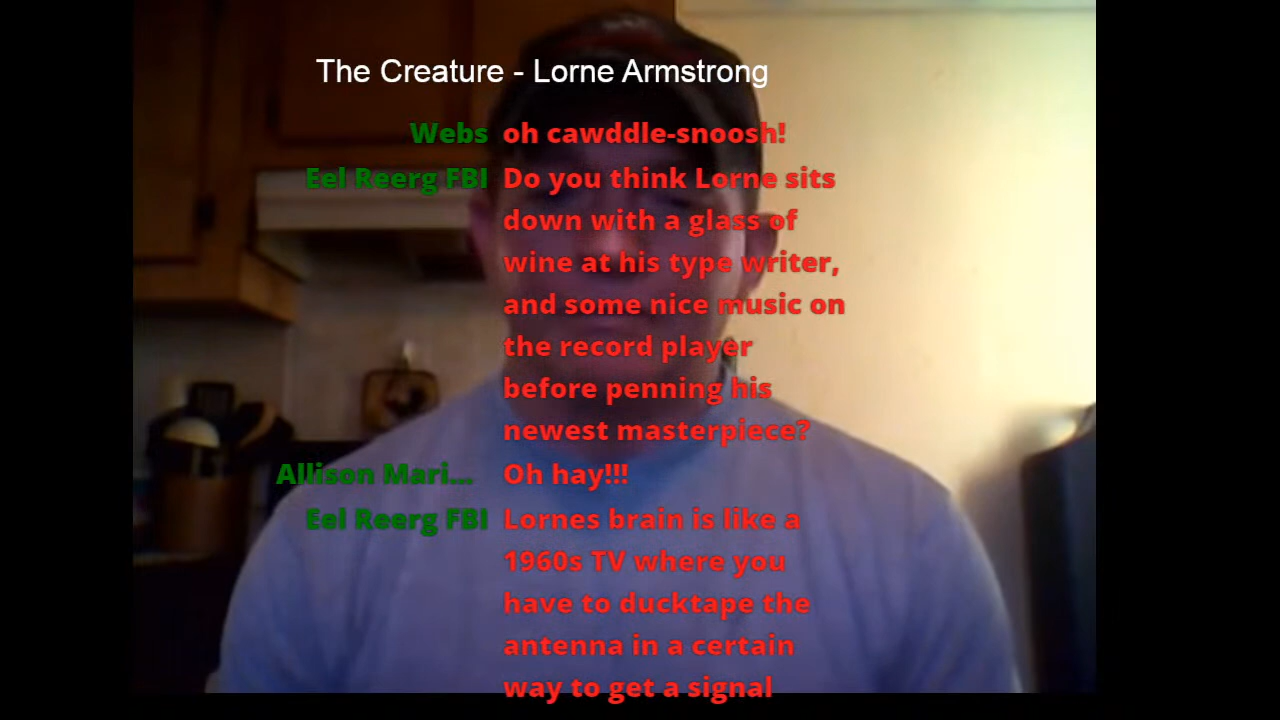 The Creature - Lorne Armstrong
Webs oh cawddle-snoosh!
Eel Reerg FBI Do you think Lorne sits
down with a glass of
wine at his type writer,
and some nice music on
the record player
before penning his
newest masterpiece?
Allison Mari... Oh hay!!!
Eel Reerg FBI Lornes brain is like a
1960s TV where you
have to ducktape the
antenna in a certain
way to get a signal